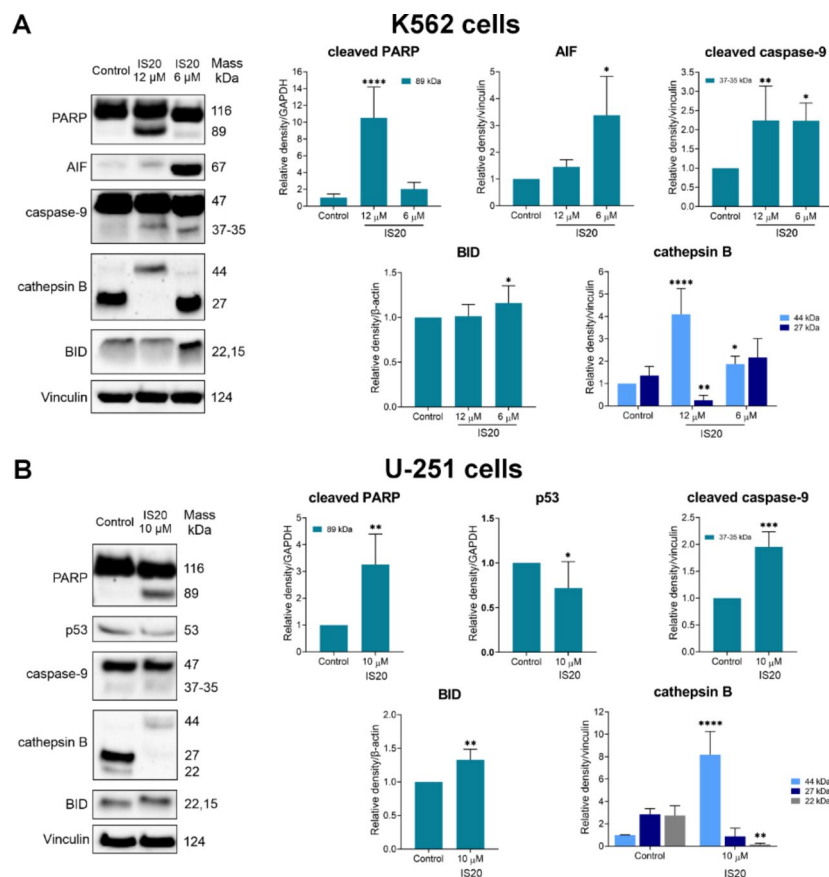 A
K562 cells
Control
IS20
12 μM
IS20
6 μM
Mass
kDa
PARP
116
89
AIF
67
caspase-9
47
37-35
cathepsin B
44
27
BID
22,15
Vinculin
124
cleaved PARP
Relative density/GAPDH
16
14
12
10
8
6
4
2
0
****
89 kDa
Control
12 μM
6 μM
IS20
AIF
Relative density/vinculin
5
4
3
2
1
0
*
Control
12 μM
6 μM
IS20
cleaved caspase-9
Relative density/vinculin
3.5
3.0
2.5
2.0
1.5
1.0
0.5
0.0
37-35 kDa
**
*
Control
12 μM
6 μM
IS20
BID
Relative density/β-actin
1.5
1.0
0.5
0.0
*
Control
12 μM
6 μM
IS20
cathepsin B
Relative density/vinculin
6
5
4
3
2
1
0
****
**
*
44 kDa
27 kDa
Control
12 μM
6 μM
IS20
B
U-251 cells
Control
IS20
10 μM
Mass
kDa
PARP
116
89
p53
53
caspase-9
47
37-35
cathepsin B
44
27
22
BID
22,15
Vinculin
124
cleaved PARP
Relative density/GAPDH
5
4
3
2
1
0
89 kDa
**
Control
10 μM
IS20
p53
Relative density/GAPDH
1.5
1.0
0.5
0.0
*
Control
10 μM
IS20
cleaved caspase-9
Relative density/vinculin
2.5
2.0
1.5
1.0
0.5
0.0
37-35 kDa
***
Control
10 μM
IS20
BID
Relative density/β-actin
2.0
1.5
1.0
0.5
0.0
**
Control
10 μM
IS20
cathepsin B
Relative density/vinculin
12
10
8
6
4
2
0
****
**
44 kDa
27 kDa
22 kDa
Control
10 μM
IS20